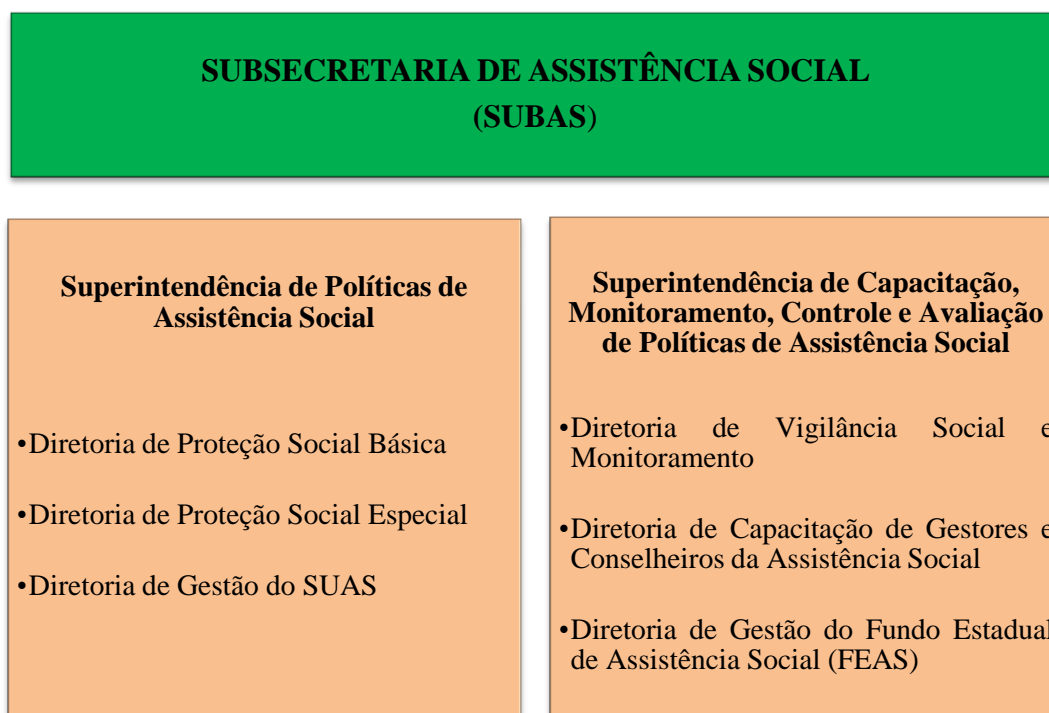 SUBSECRETARIA DE ASSISTÊNCIA SOCIAL
(SUBAS)
Superintendência de Políticas de
Assistência Social
•Diretoria de Proteção Social Básica
•Diretoria de Proteção Social Especial
•Diretoria de Gestão do SUAS
Superintendência de Capacitação,
Monitoramento, Controle e Avaliação
de Políticas de Assistência Social
•Diretoria de Vigilância Social e
Monitoramento
•Diretoria de Capacitação de Gestores e
Conselheiros da Assistência Social
•Diretoria de Gestão do Fundo Estadual
de Assistência Social (FEAS)